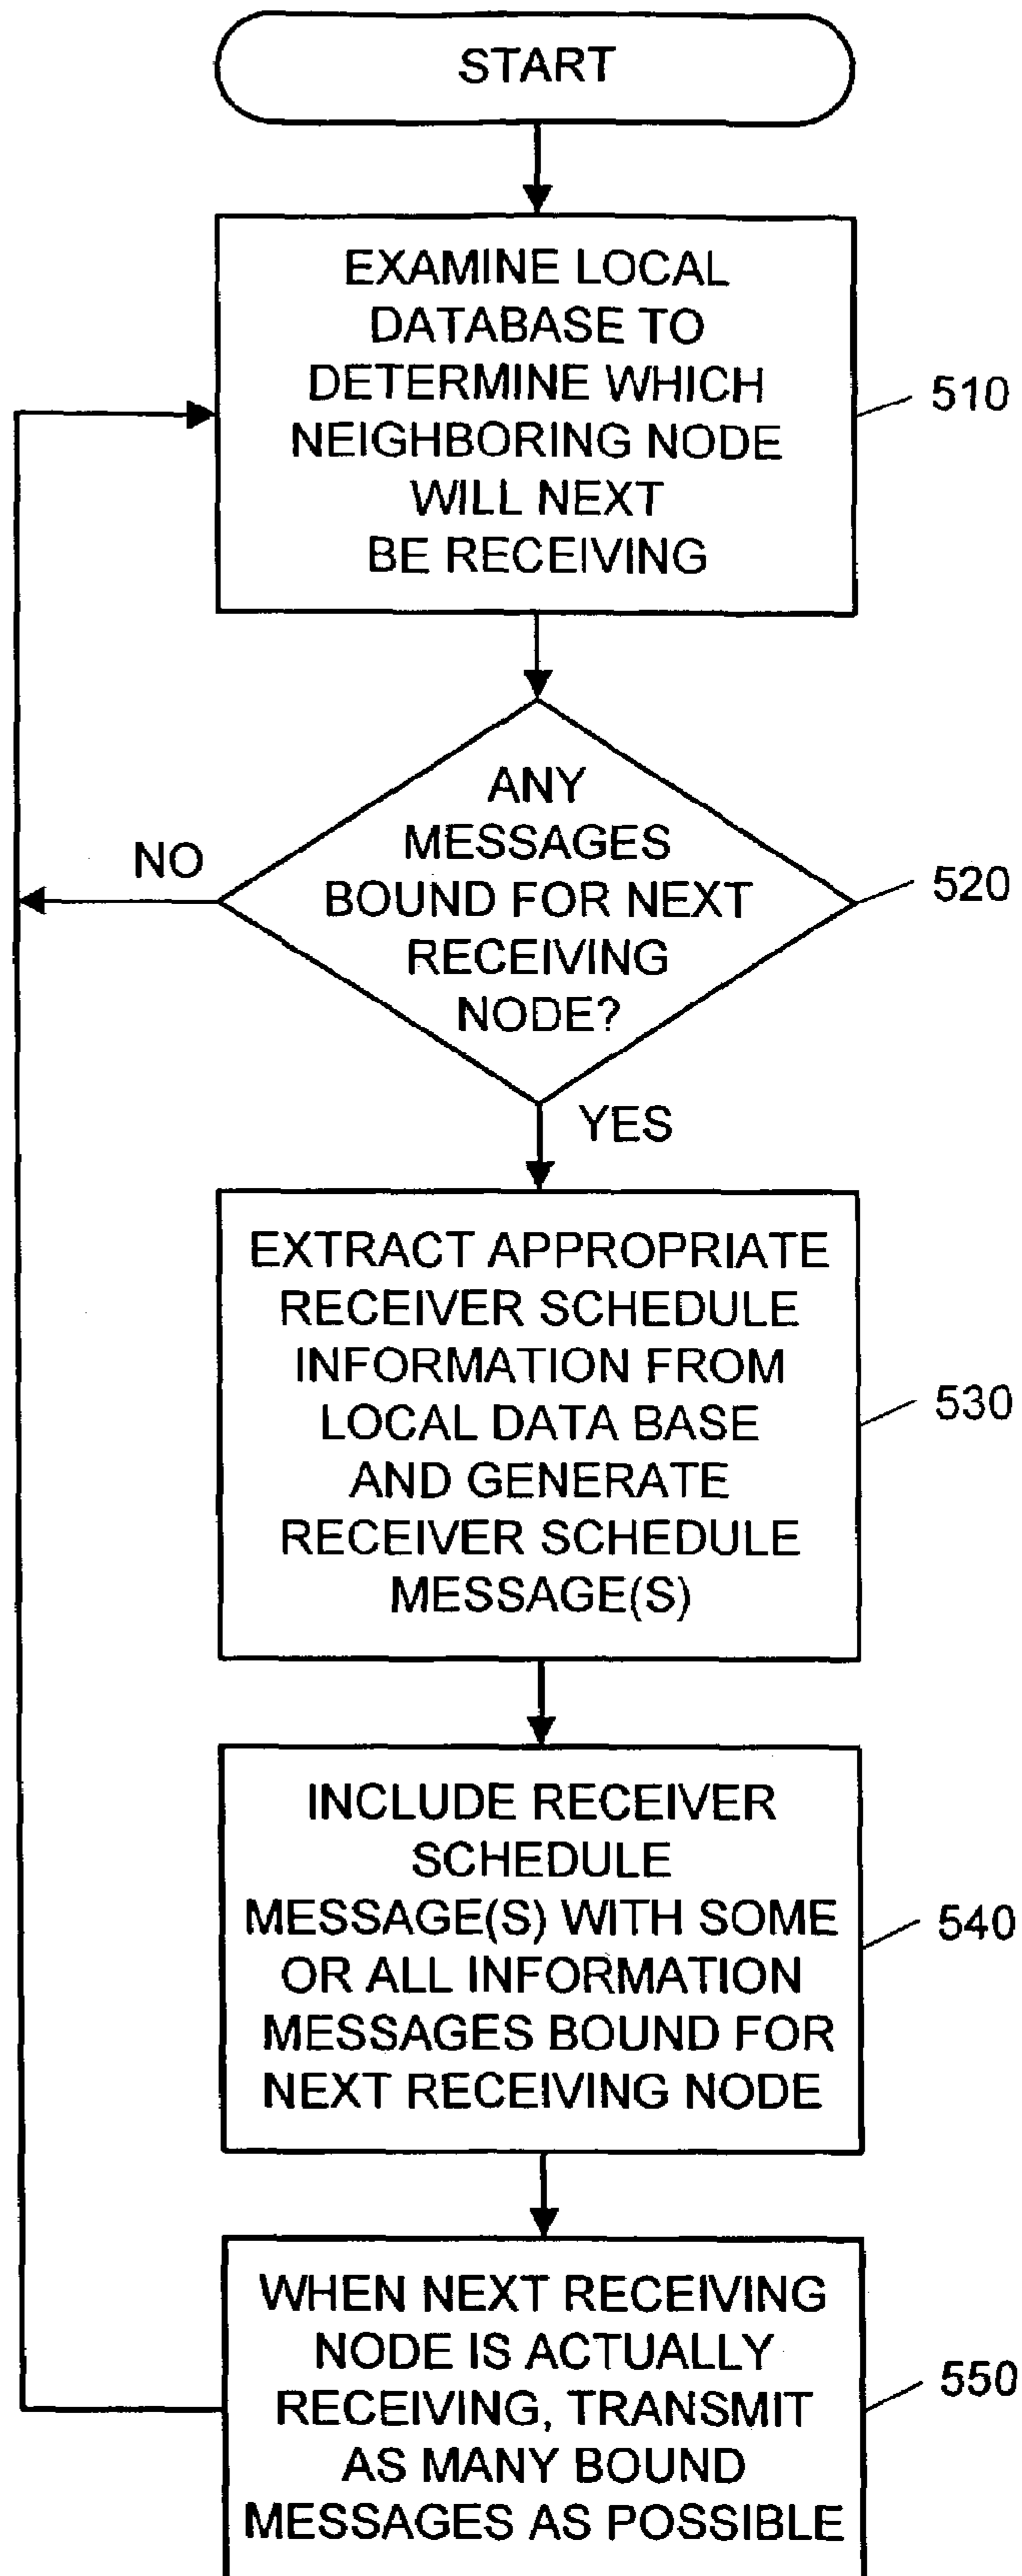 START
EXAMINE LOCAL
DATABASE TO
DETERMINE WHICH
NEIGHBORING NODE
WILL NEXT
BE RECEIVING
510
ANY
MESSAGES
BOUND FOR NEXT
RECEIVING
NODE?
520
NO
YES
EXTRACT APPROPRIATE
RECEIVER SCHEDULE
INFORMATION FROM
LOCAL DATA BASE
AND GENERATE
RECEIVER SCHEDULE
MESSAGE(S)
530
INCLUDE RECEIVER
SCHEDULE
MESSAGE(S) WITH SOME
OR ALL INFORMATION
MESSAGES BOUND FOR
NEXT RECEIVING NODE
540
WHEN NEXT RECEIVING
NODE IS ACTUALLY
RECEIVING, TRANSMIT
AS MANY BOUND
MESSAGES AS POSSIBLE
550